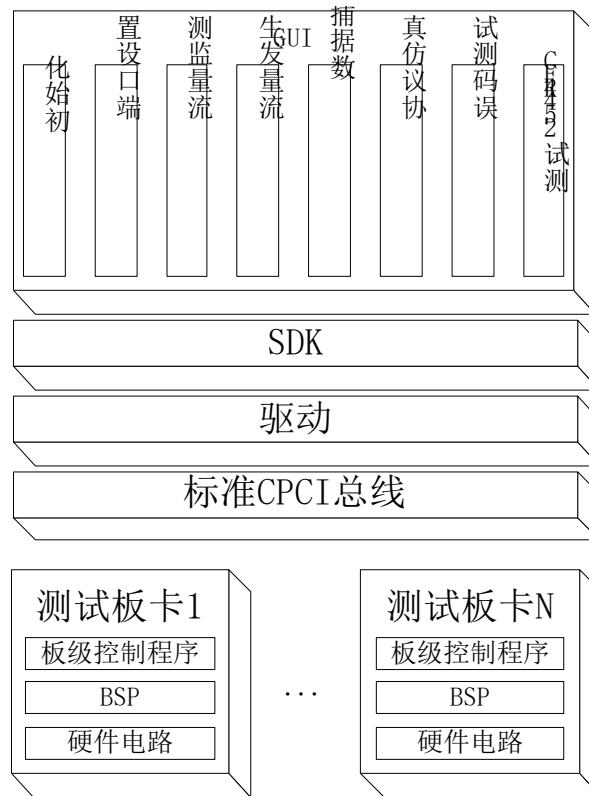 GUI
化始初
置设口端
测监量流
生发量流
捕据数
真仿议协
试测码误
试测
SDK
驱动
标准CPCI总线
测试板卡1
板级控制程序
BSP
硬件电路
...
测试板卡N
板级控制程序
BSP
硬件电路